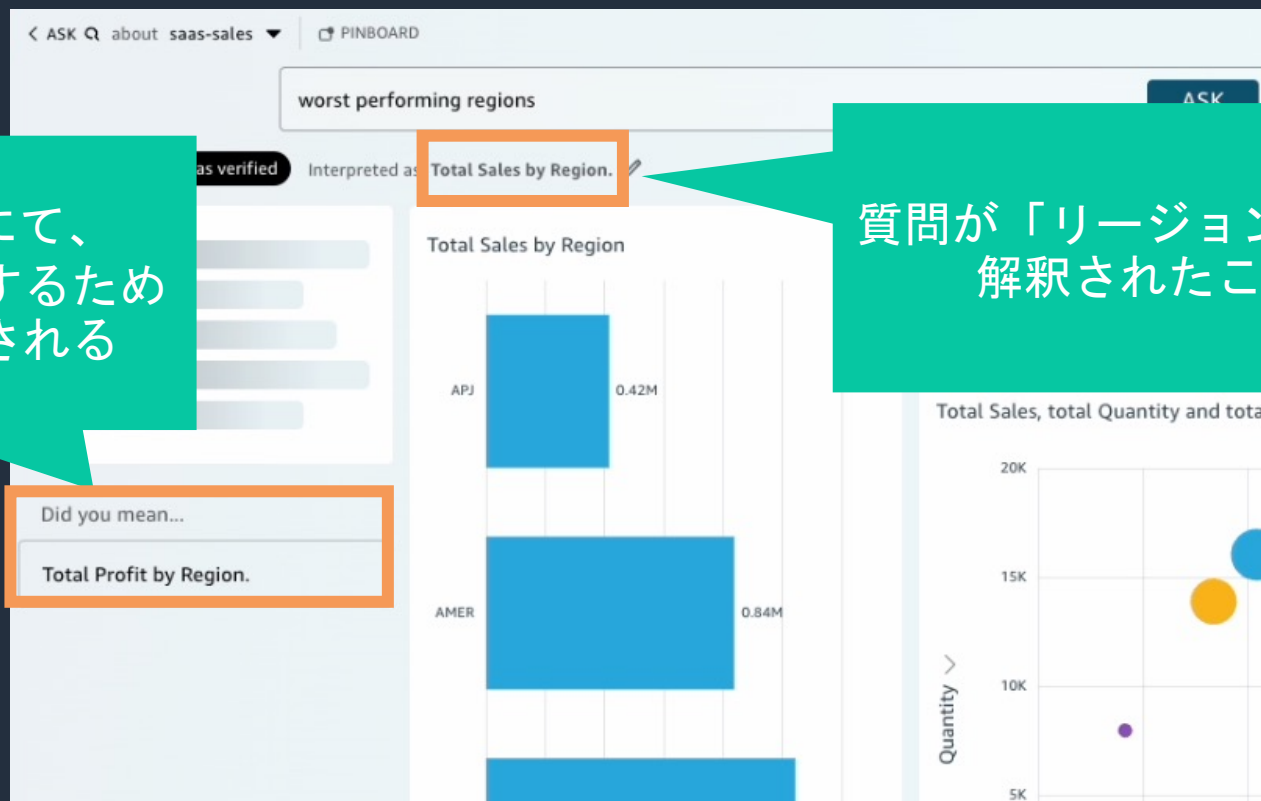 ASK about saas-sales
PINBOARD
worst performing regions
ASK
as verified
Interpreted as Total Sales by Region.
にて、
するため
される
質問が「リージョン
解釈されたこ
Total Sales by Region
APJ
0.42M
AMER
0.84M
Did you mean...
Total Profit by Region.
Total Sales, total Quantity and tota
20K
15K
10K
5K
Quantity